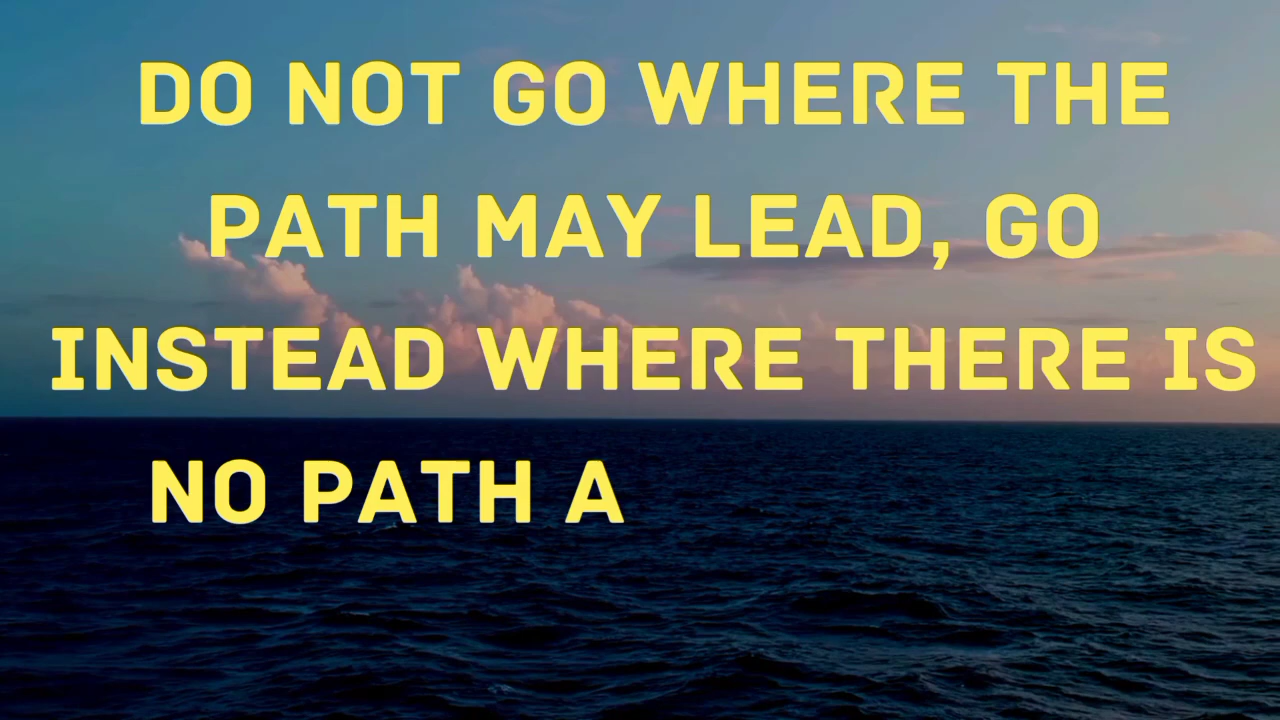 DO NOT GO WHERE THE
PATH MAY LEAD, GO
INSTEAD WHERE THERE IS
NO PATH A